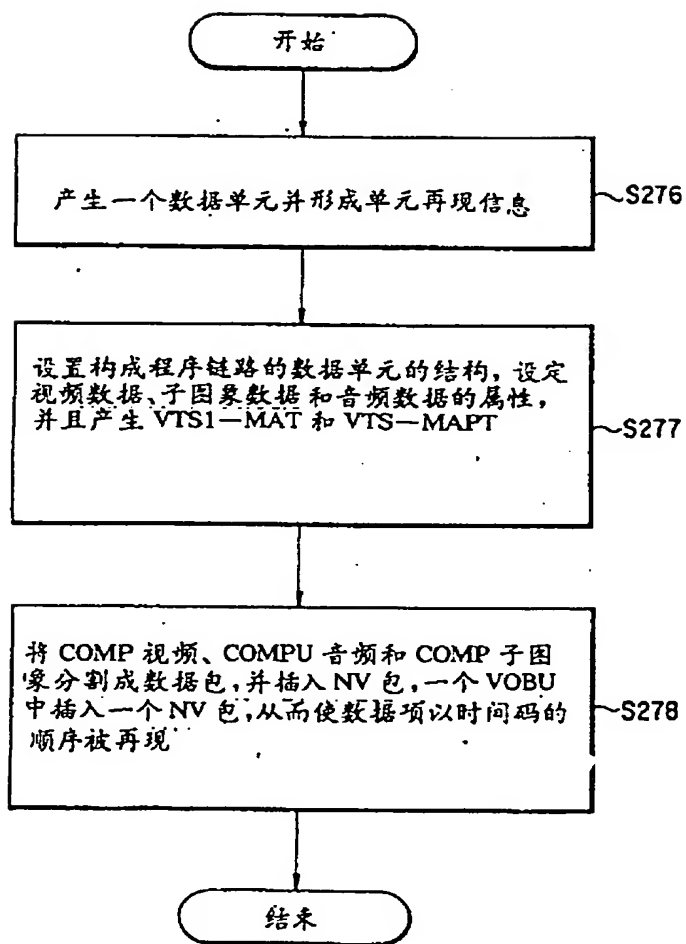 开始
产生一个数据单元并形成单元再现信息
S276
设置构成程序链路的数据单元的结构，设定
视频数据、子图象数据和音频数据的属性，
并且产生 VTS1—MAT 和 VTS—MAPT
S277
将 COMP 视频、COMPU 音频和 COMP 子图
象分割成数据包，并插入 NV 包，一个 VOBU
中插入一个 NV 包，从而使数据项以时间码的
顺序被再现
S278
结束